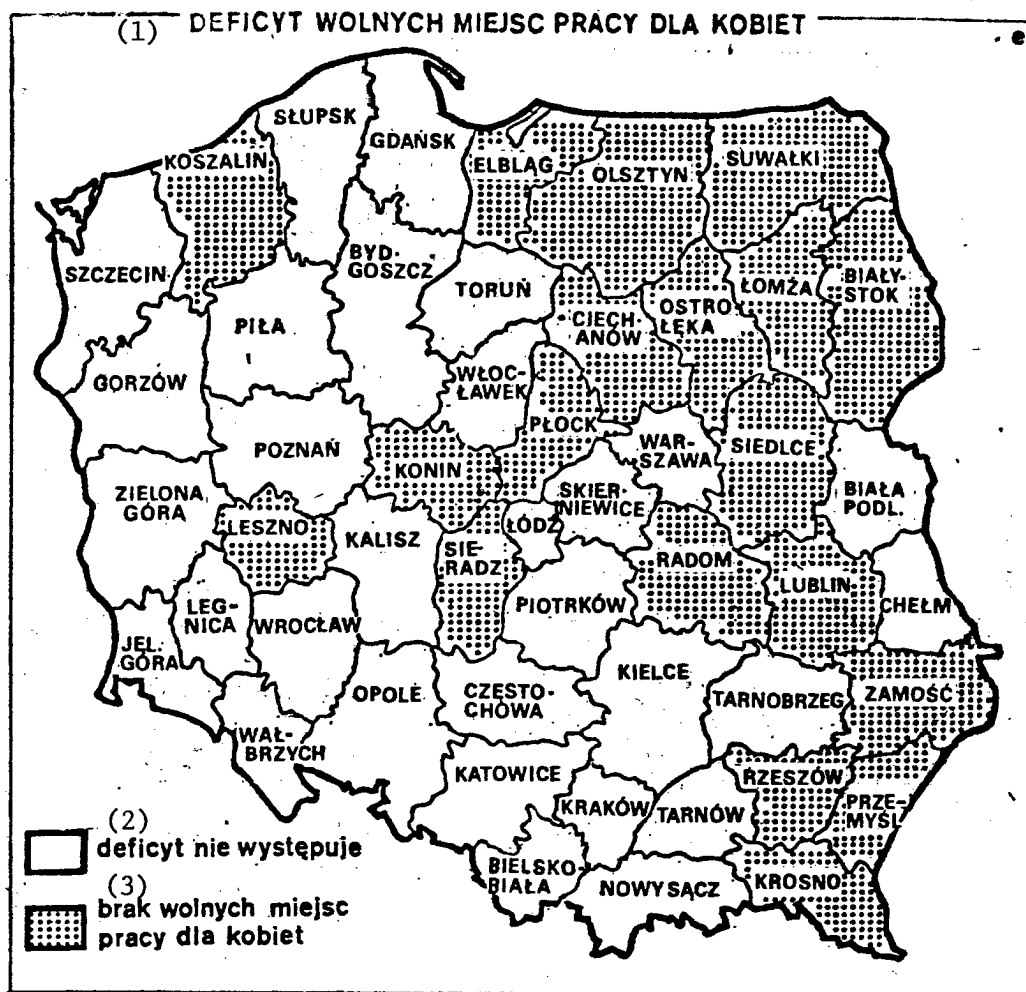 (1) DEFICYT WOLNYCH MIEJSC PRACY DLA KOBIET
e
SŁUPSK
GDAŃSK
KOSZALIN
ELBLĄG
OLSZTYN
SUWAŁKI
SZCZECIN
BYD-
GOSZCZ
TORUŃ
PIŁA
CIECH-
ANÓW
OSTRO-
ŁĘKA
ŁOMŻA
BIAŁY-
STOK
GORZÓW
WŁOC-
ŁAWEK
PŁOCK
POZNAŃ
KONIN
WAR-
SZAWA
SIEDLCE
ZIELONA
GÓRA
LESZNO
KALISZ
SIE-
RADZ
ŁÓDŹ
SKIER-
NIEWICE
BIAŁA
PODL.
RADOM
LUBLIN
CHEŁM
LEG-
NICA
WROCŁAW
PIOTRKÓW
JEL.
GÓRA
OPOLE
CZĘSTO-
CHOWA
KIELCE
TARNOBRZEG
ZAMOŚĆ
WAŁ-
BRZYCH
KATOWICE
KRAKÓW
TARNÓW
RZESZÓW
PRZE-
MYŚL
BIELSKO-
BIAŁA
NOWY SĄCZ
KROSNO
(2)
deficyt nie występuje
(3)
brak wolnych miejsc
pracy dla kobiet